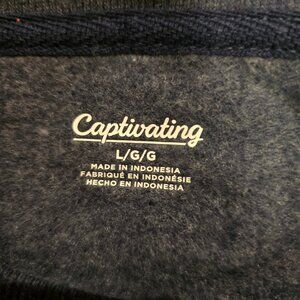 Captivating
L/G/G
MADE IN INDONESIA
FABRIQUÉ EN INDONÉSIE
HECHO EN INDONESIA